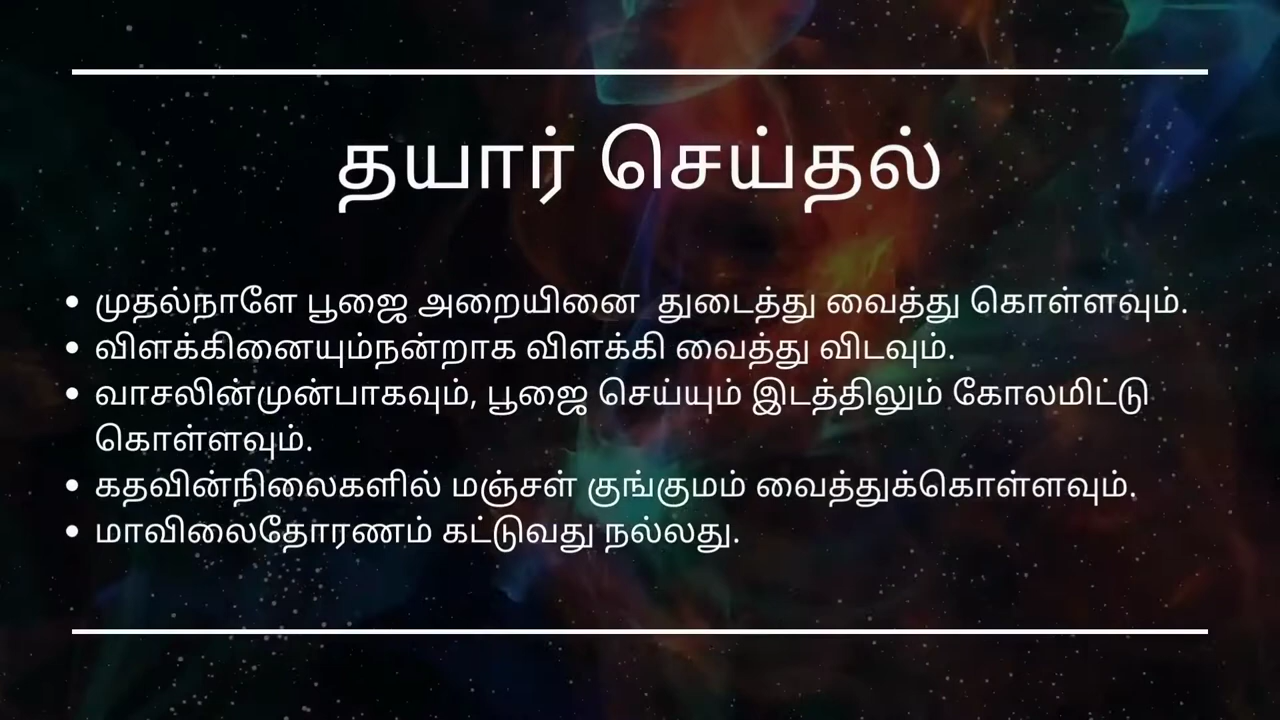 தயார் செய்தல்
• முதல்நாளே பூஜை அறையினை துடைத்து வைத்து கொள்ளவும்.
• விளக்கினையும்நன்றாக விளக்கி வைத்து விடவும்.
• வாசலின்முன்பாகவும், பூஜை செய்யும் இடத்திலும் கோலமிட்டு
கொள்ளவும்.
• கதவின்நிலைகளில் மஞ்சள் குங்குமம் வைத்துக்கொள்ளவும்.
• மாவிலைதோரணம் கட்டுவது நல்லது.